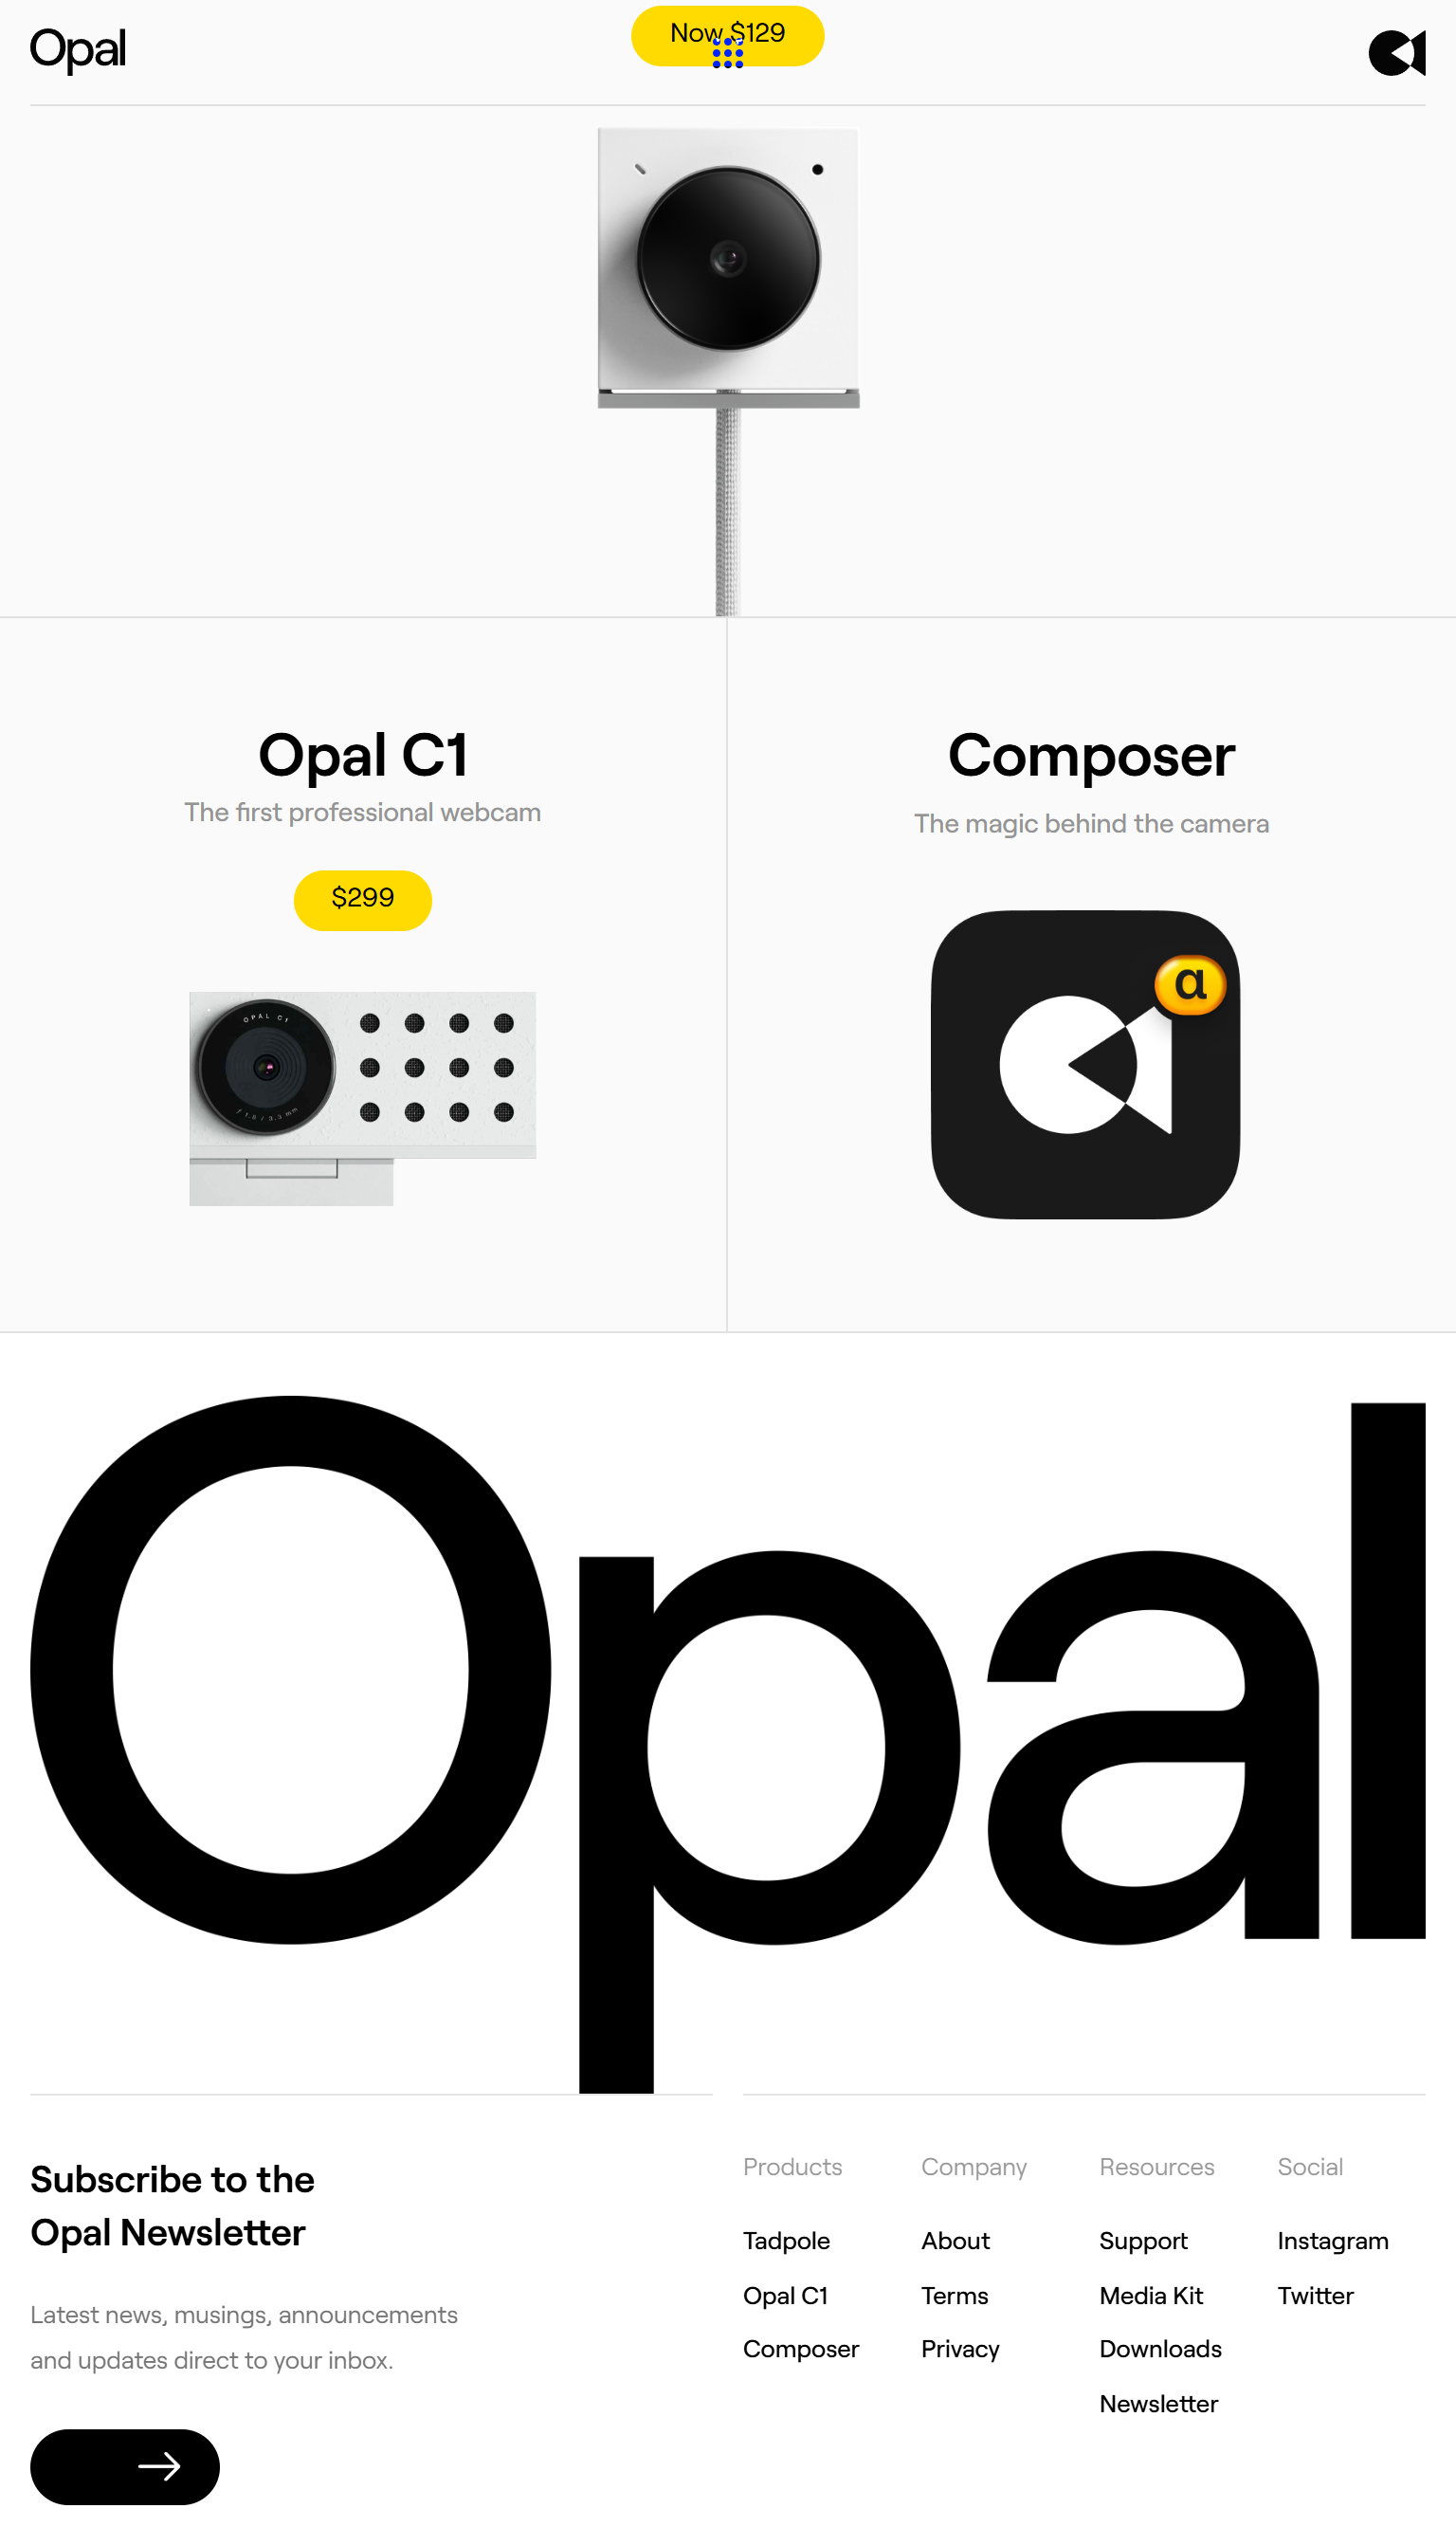 Opal
Now $129
Opal C1
The first professional webcam
$299
OPAL C1
Composer
The magic behind the camera
α
Opal
Subscribe to the
Opal Newsletter
Latest news, musings, announcements
and updates direct to your inbox.
Products
Tadpole
Opal C1
Composer
Company
About
Terms
Privacy
Resources
Support
Media Kit
Downloads
Newsletter
Social
Instagram
Twitter